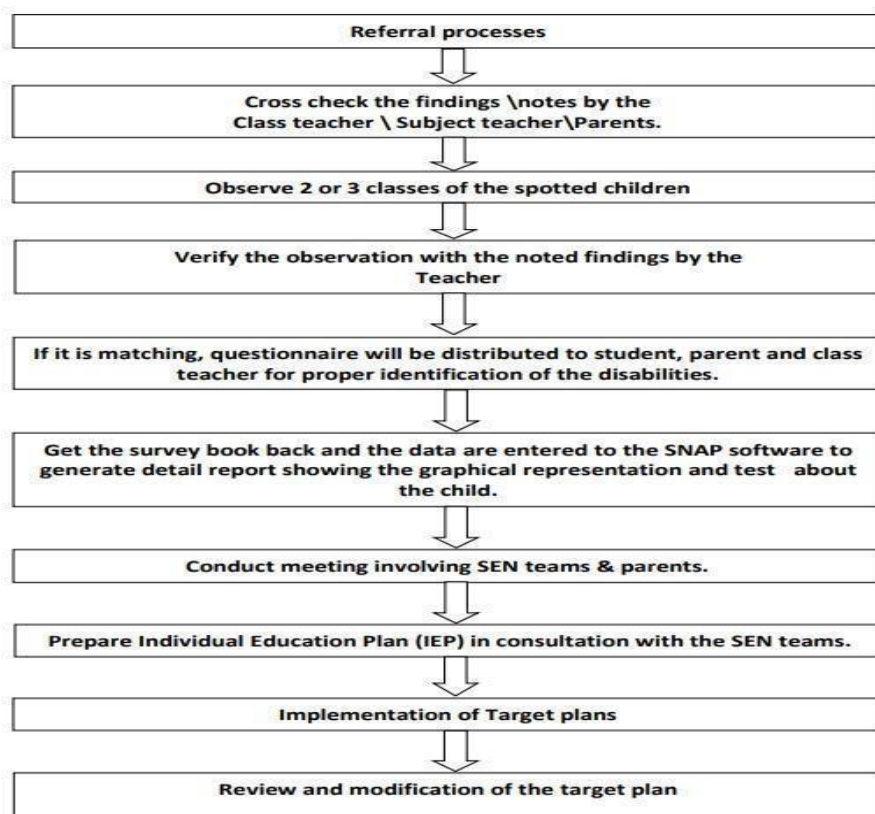 Referral processes
Cross check the findings \notes by the
Class teacher \ Subject teacher\Parents.
Observe 2 or 3 classes of the spotted children
Verify the observation with the noted findings by the
Teacher
If it is matching, questionnaire will be distributed to student, parent and class
teacher for proper identification of the disabilities.
Get the survey book back and the data are entered to the SNAP software to
generate detail report showing the graphical representation and test about
the child.
Conduct meeting involving SEN teams & parents.
Prepare Individual Education Plan (IEP) in consultation with the SEN teams.
Implementation of Target plans
Review and modification of the target plan